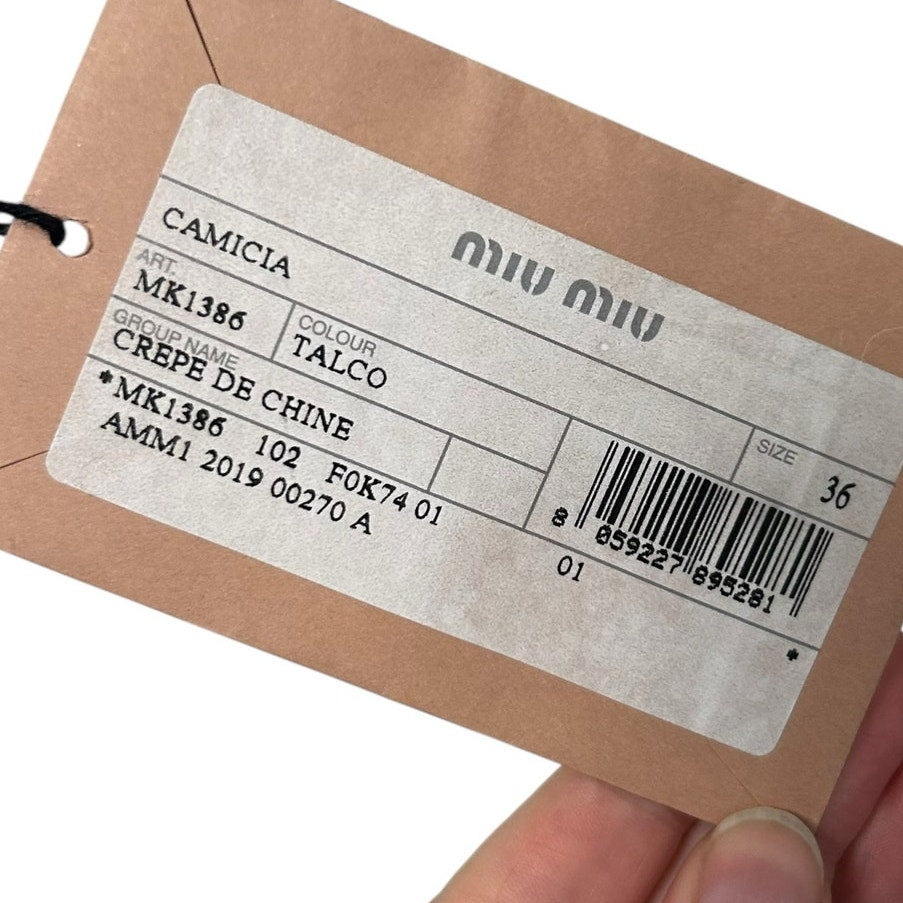 miu miu
CAMICIA
ART.
MK1386
COLOUR
TALCO
SIZE
36
GROUP NAME
CREPE DE CHINE
*MK1386 102 F0K74 01
AMM1 2019 00270 A
8 059227 895281
01
*